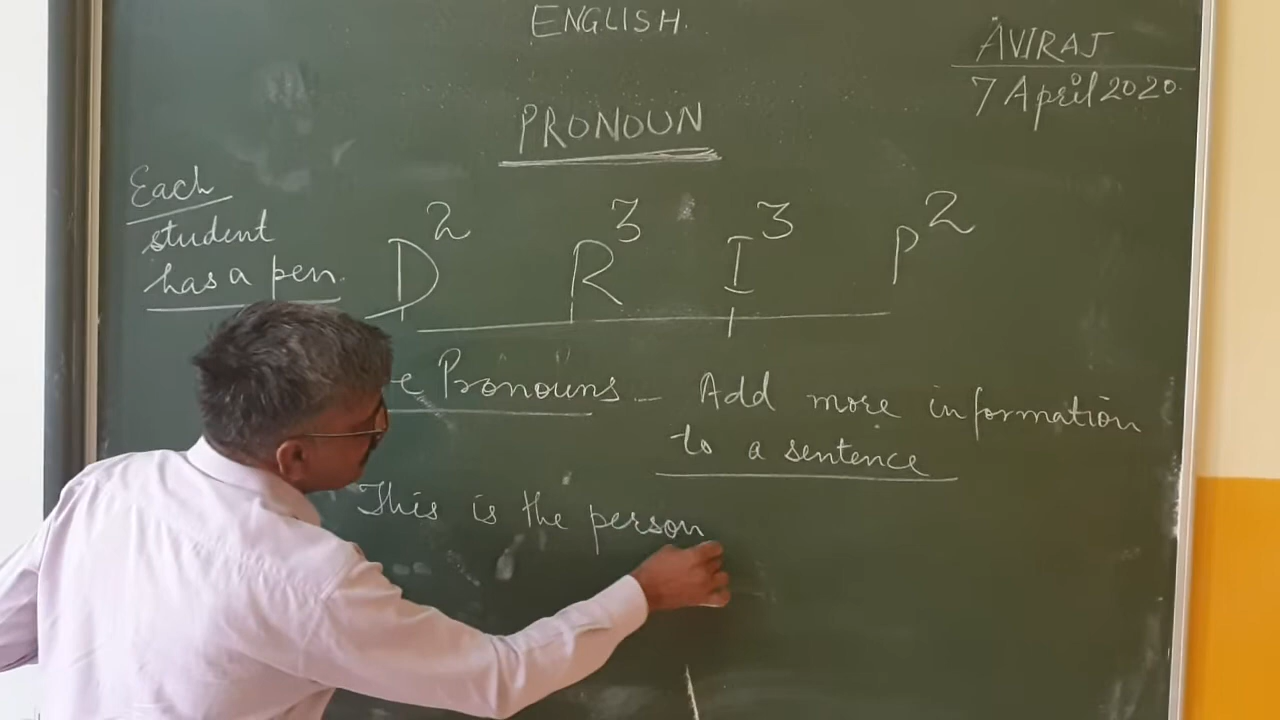 ENGLISH.
AVIRAJ
7 April 2020.
PRONOUN
Each
student
has a pen.
D² R³ I³ P²
e Pronouns - Add more information
to a sentence
This is the person